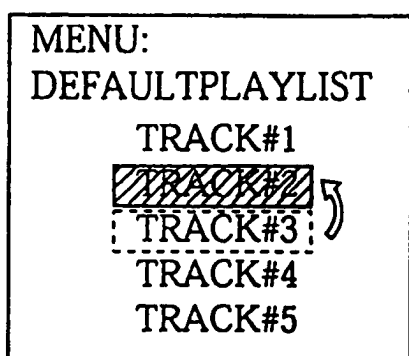 MENU:
DEFAULTPLAYLIST
TRACK#1
TRACK#2
TRACK#3
TRACK#4
TRACK#5